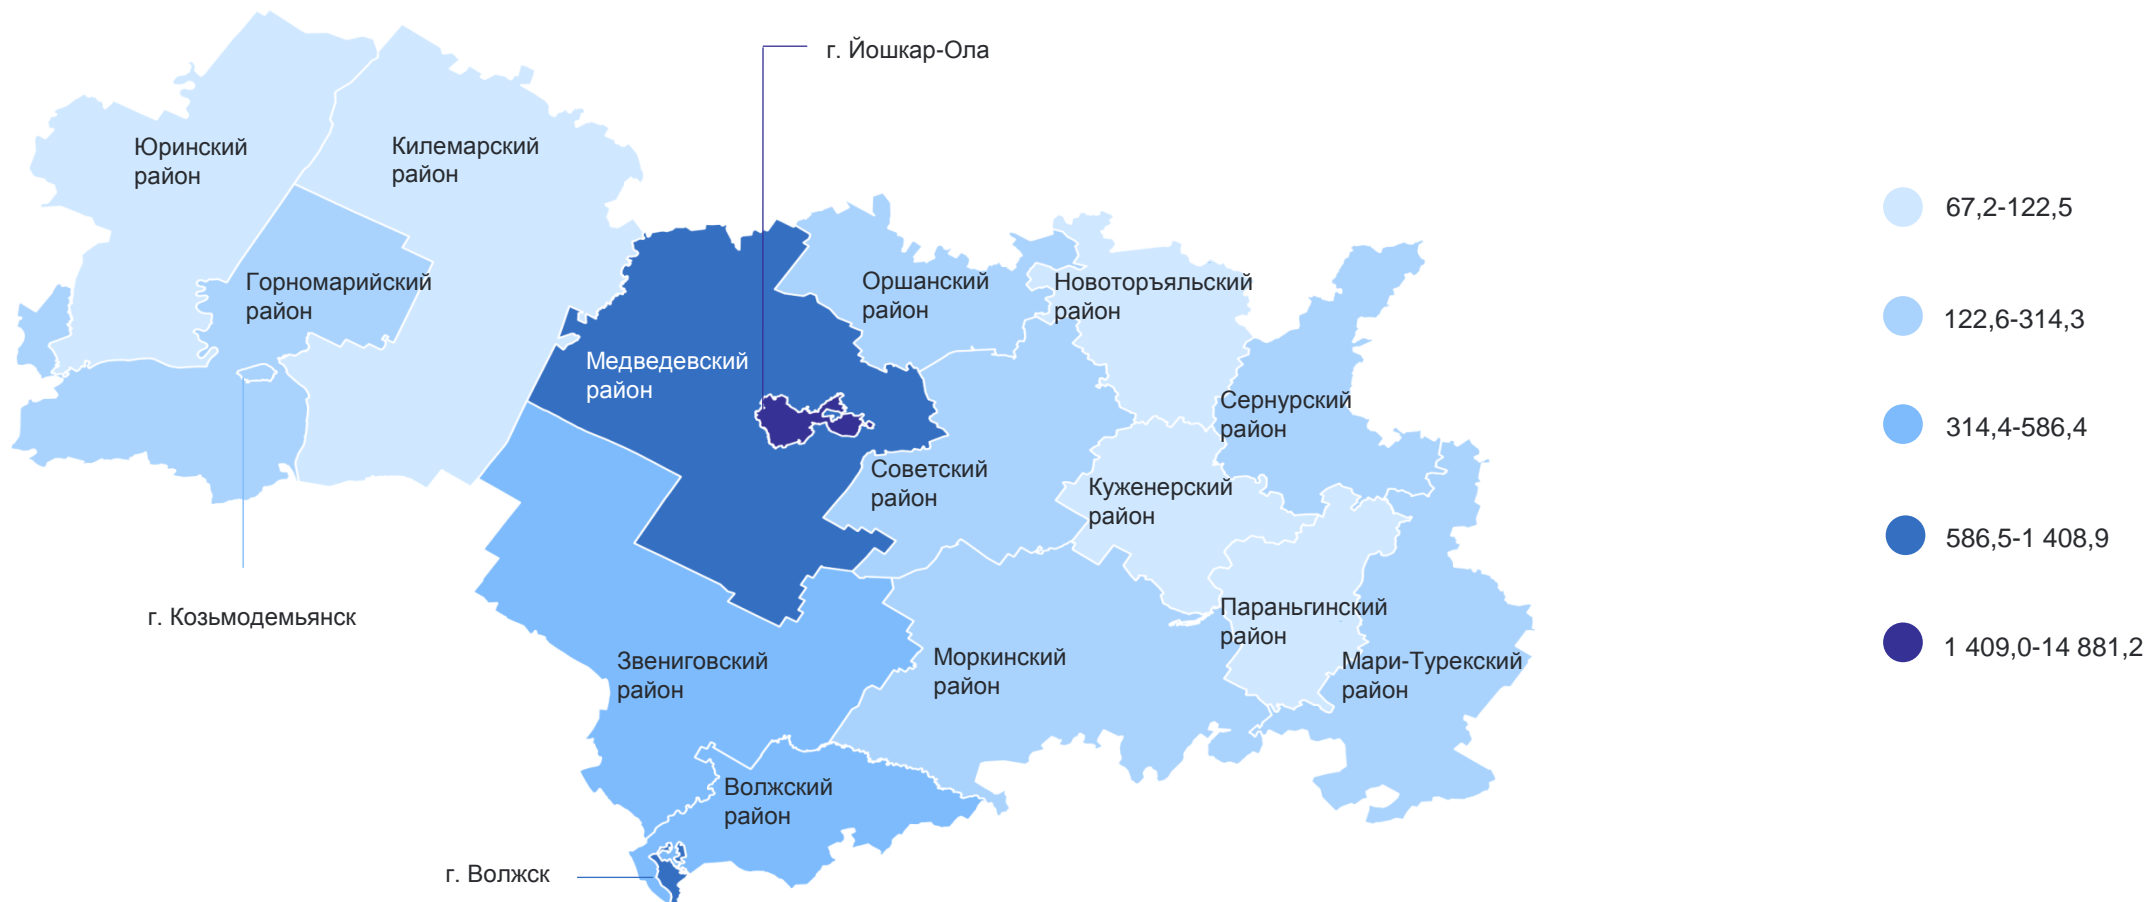 г. Йошкар-Ола
Юринский
район
Килемарский
район
Горномарийский
район
Оршанский
район
Новоторъяльский
район
Медведевский
район
Сернурский
район
Советский
район
Куженерский
район
г. Козьмодемьянск
Параньгинский
район
Звениговский
район
Моркинский
район
Мари-Турекский
район
Волжский
район
г. Волжск
67,2-122,5
122,6-314,3
314,4-586,4
586,5-1 408,9
1 409,0-14 881,2